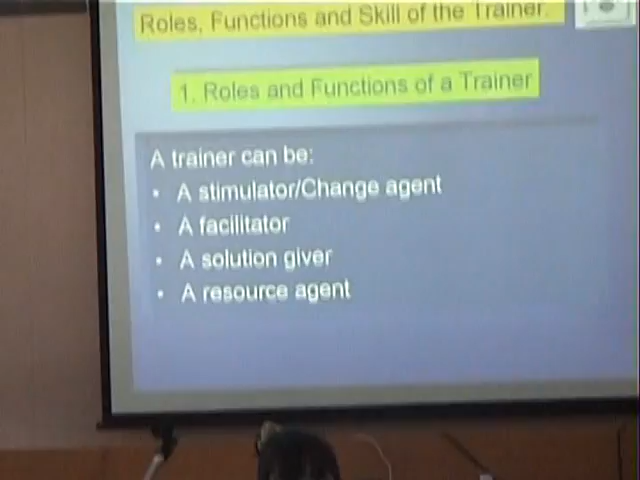 Roles, Functions and Skill of the Trainer.
1. Roles and Functions of a Trainer
A trainer can be:
• A stimulator/Change agent
• A facilitator
• A solution giver
• A resource agent